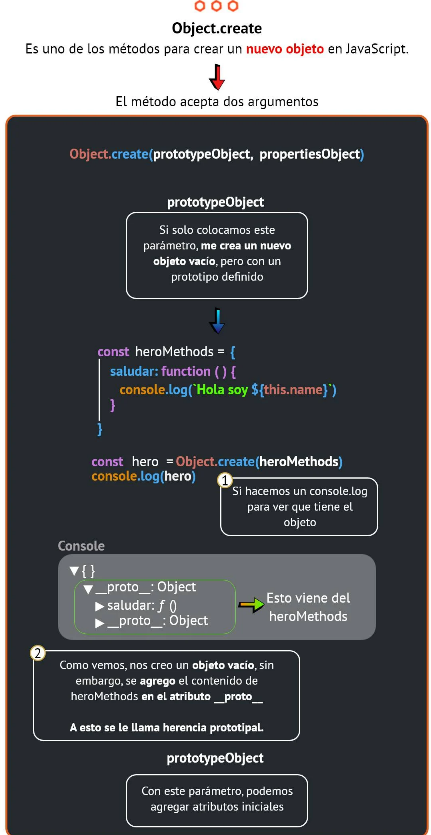 Object.create
Es uno de los métodos para crear un nuevo objeto en JavaScript.
El método acepta dos argumentos
Object.create(prototypeObject, propertiesObject)
prototypeObject
Si solo colocamos este
parámetro, me crea un nuevo
objeto vacío, pero con un
prototipo definido
const heroMethods = {
saludar: function ( ) {
console.log(`Hola soy ${this.name}`)
}
}
const hero =Object.create(heroMethods)
console.log(hero)
1
Si hacemos un console.log
para ver que tiene el
objeto
Console
▼{ }
▼__proto__: Object
▶saludar: ƒ ()
▶__proto__: Object
Esto viene del
heroMethods
2
Como vemos, nos creo un objeto vacío, sin
embargo, se agrego el contenido de
heroMethods en el atributo __proto__
A esto se le llama herencia prototipal.
prototypeObject
Con este parámetro, podemos
agregar atributos iniciales